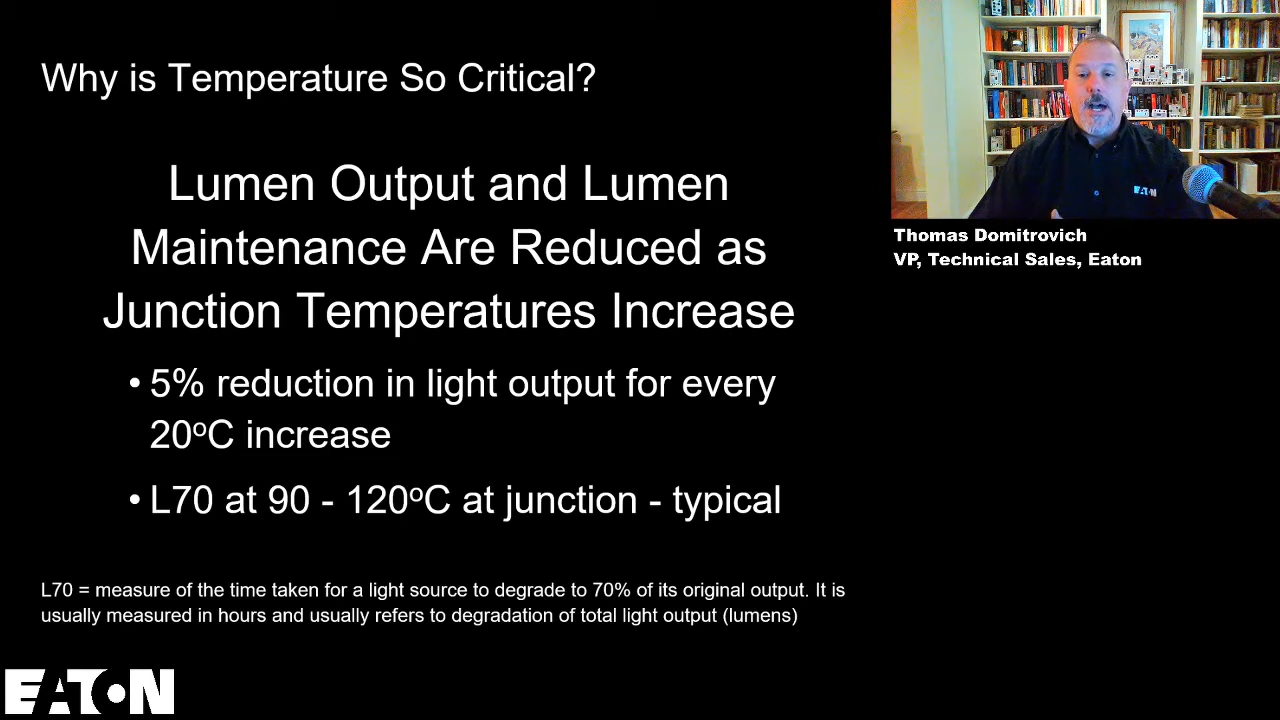 Why is Temperature So Critical?
Lumen Output and Lumen
Maintenance Are Reduced as
Junction Temperatures Increase
• 5% reduction in light output for every
20ºC increase
• L70 at 90 - 120ºC at junction - typical
L70 = measure of the time taken for a light source to degrade to 70% of its original output. It is
usually measured in hours and usually refers to degradation of total light output (lumens)
EATON
EATON
Thomas Domitrovich
VP, Technical Sales, Eaton